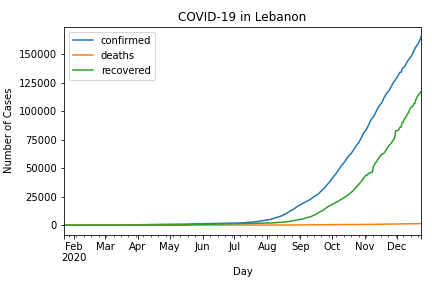 COVID-19 in Lebanon
confirmed
deaths
recovered
150000
125000
100000
75000
50000
25000
0
Number of Cases
Feb Mar Apr May Jun Jul Aug Sep Oct Nov Dec
2020
Day